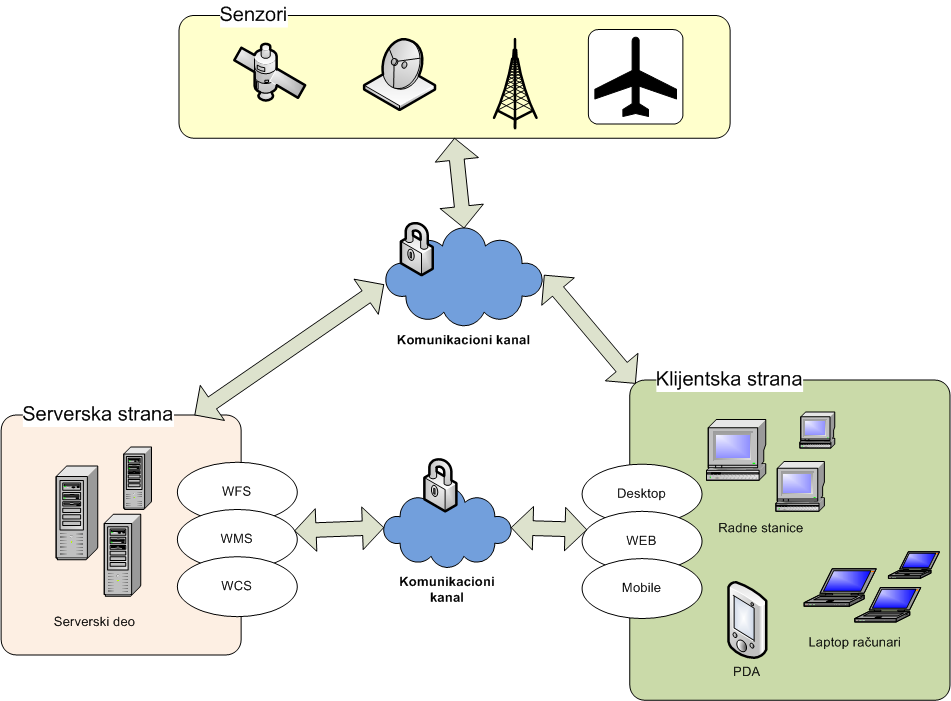 Senzori
Komunikacioni kanal
Serverska strana
Klijentska strana
WFS
WMS
WCS
Serverski deo
Komunikacioni
kanal
Desktop
WEB
Mobile
Radne stanice
Laptop računari
PDA